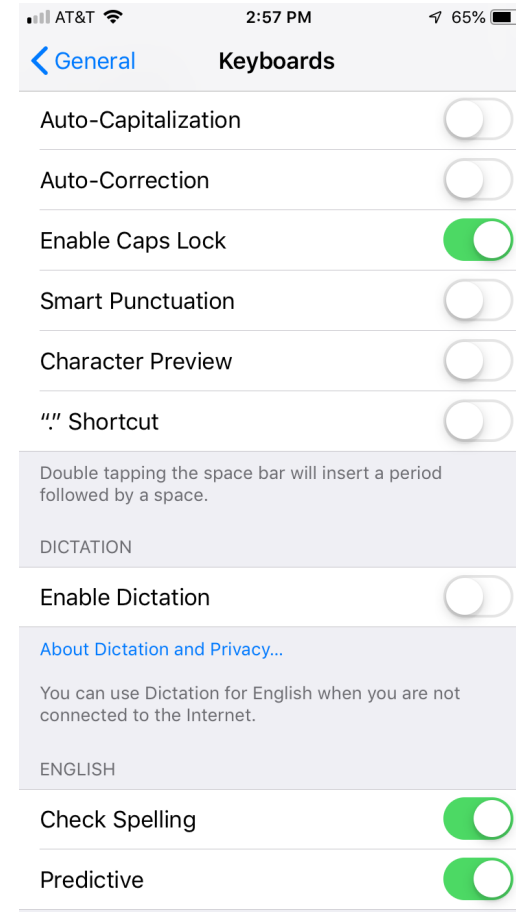 AT&T 2:57 PM 65%
General Keyboards
Auto-Capitalization
Auto-Correction
Enable Caps Lock
Smart Punctuation
Character Preview
“.” Shortcut
Double tapping the space bar will insert a period
followed by a space.
DICTATION
Enable Dictation
About Dictation and Privacy...
You can use Dictation for English when you are not
connected to the Internet.
ENGLISH
Check Spelling
Predictive